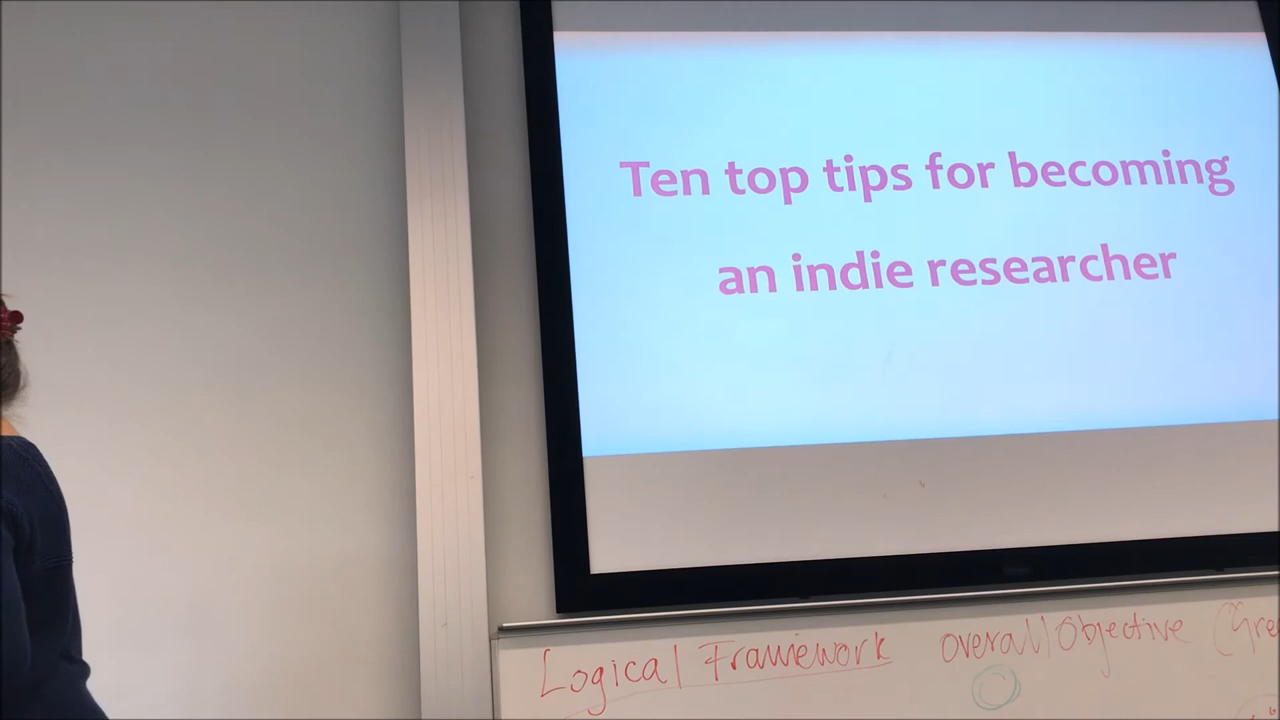 Ten top tips for becoming
an indie researcher
Logical Framework overall Objective